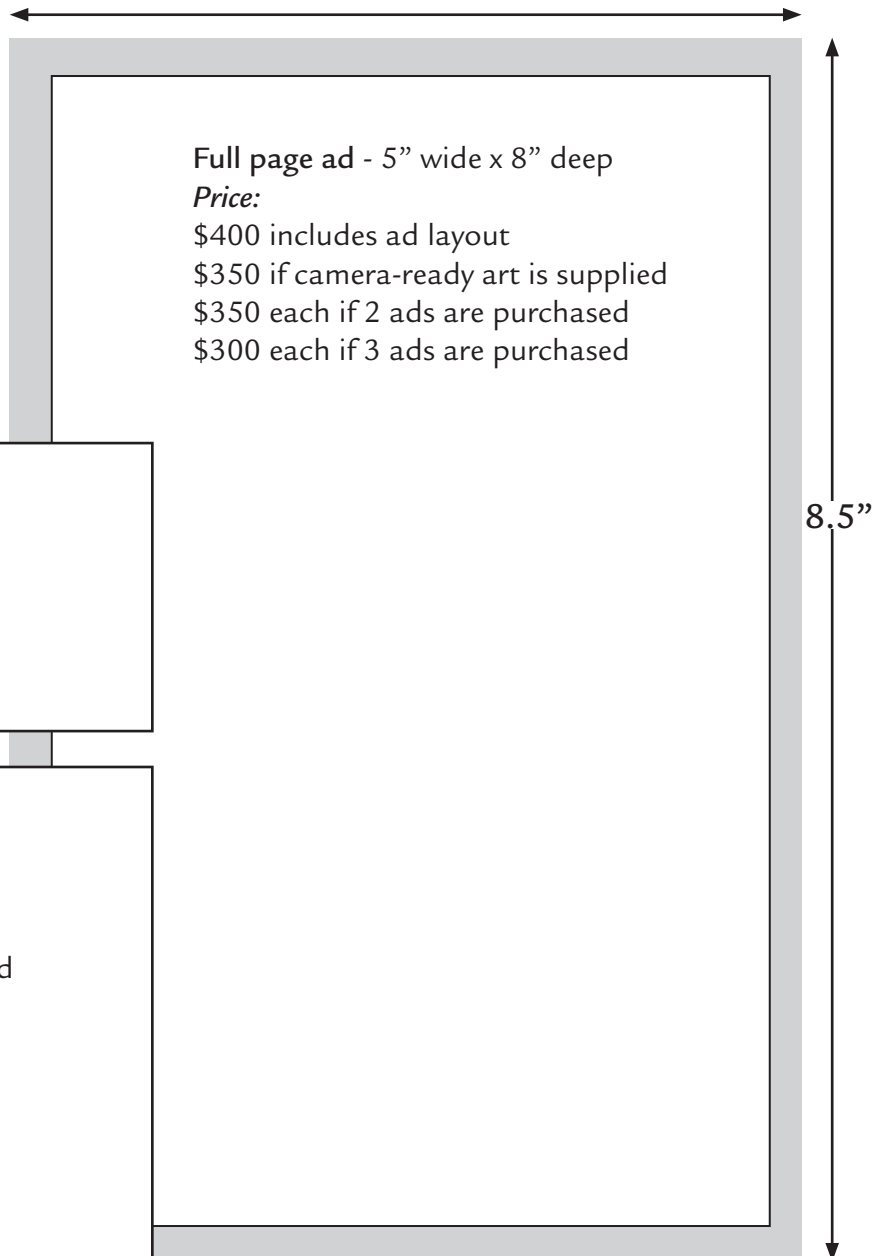 Full page ad - 5” wide x 8” deep
Price:
$400 includes ad layout
$350 if camera-ready art is supplied
$350 each if 2 ads are purchased
$300 each if 3 ads are purchased
8.5”